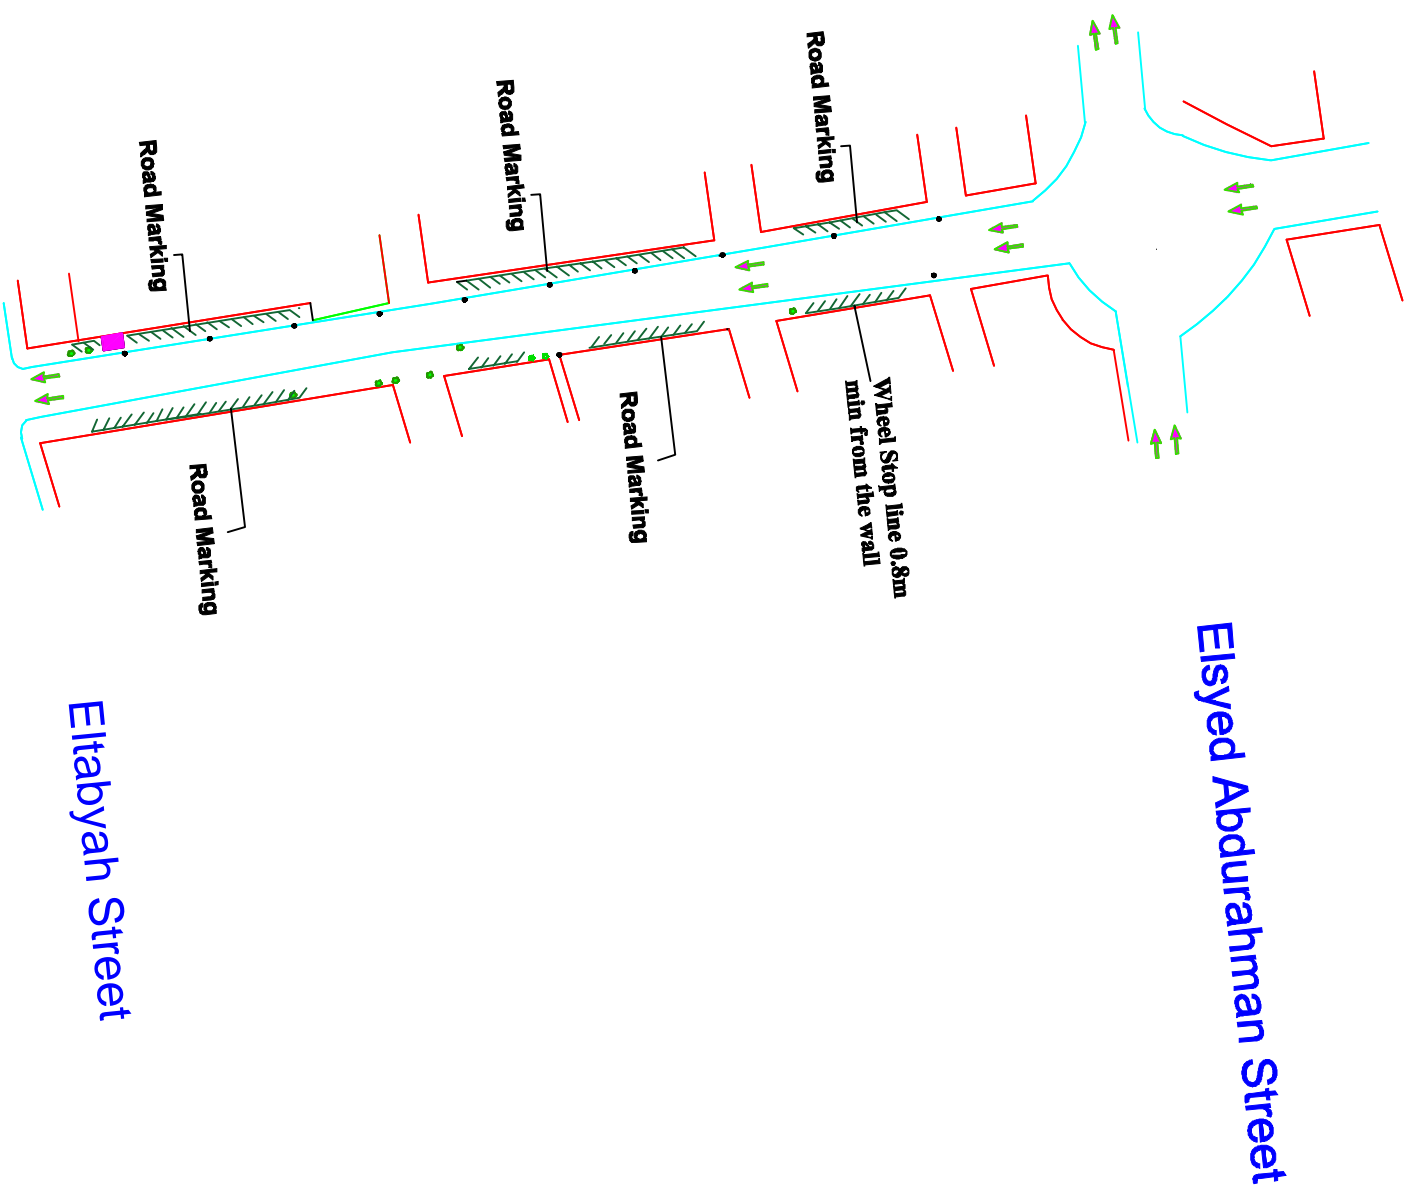 Road Marking
Road Marking
Road Marking
Wheel Stop line 0.8m
min from the wall
Road Marking
Road Marking
Elsyed Abdurahman Street
Eltabyah Street